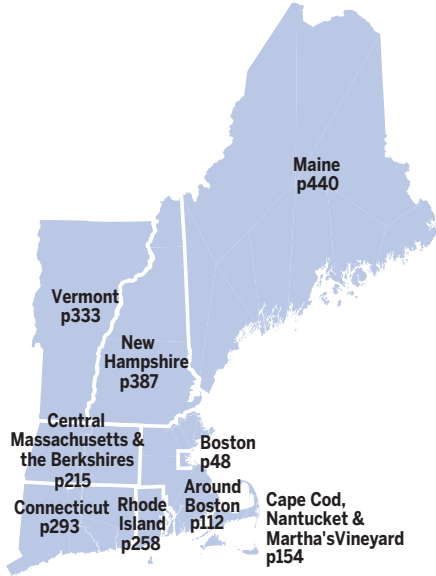 Maine
p440
Vermont
p333
New
Hampshire
p387
Central
Massachusetts &
the Berkshires
p215
Boston
p48
Around
Boston
p112
Cape Cod,
Nantucket &
Martha'sVineyard
p154
Connecticut
p293
Rhode
Island
p258